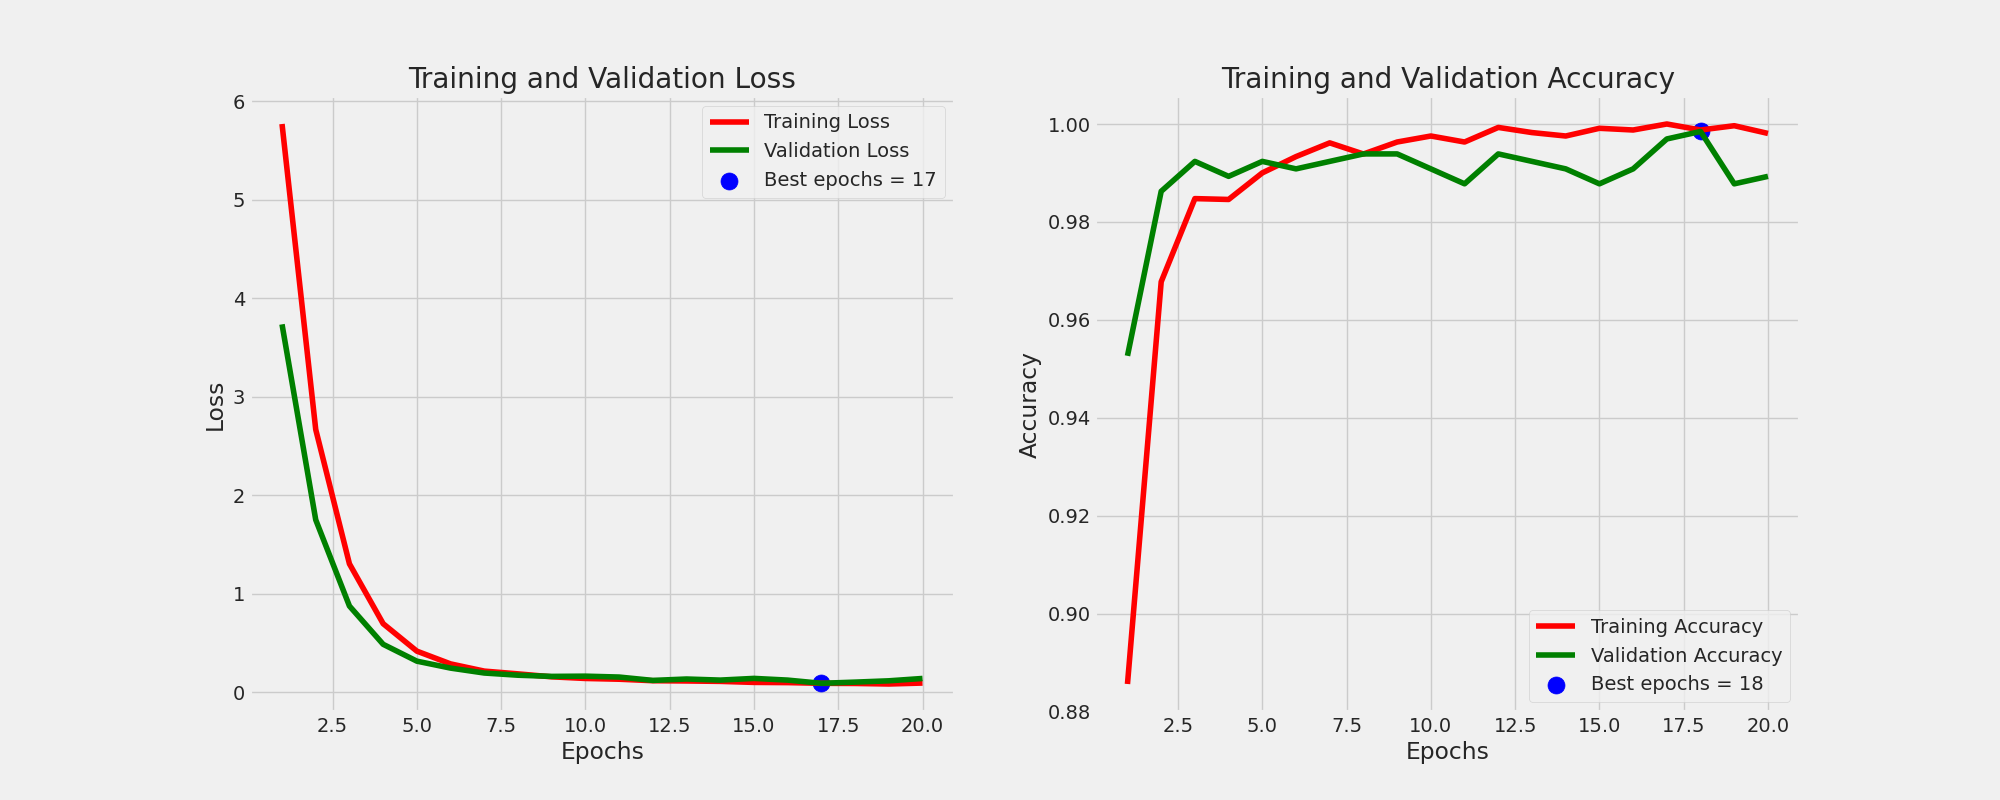 Training and Validation Loss
6
5
4
3
2
1
0
Loss
Training Loss
Validation Loss
Best epochs = 17
2.5 5.0 7.5 10.0 12.5 15.0 17.5 20.0
Epochs
Training and Validation Accuracy
1.00
0.98
0.96
0.94
0.92
0.90
0.88
Accuracy
Training Accuracy
Validation Accuracy
Best epochs = 18
2.5 5.0 7.5 10.0 12.5 15.0 17.5 20.0
Epochs